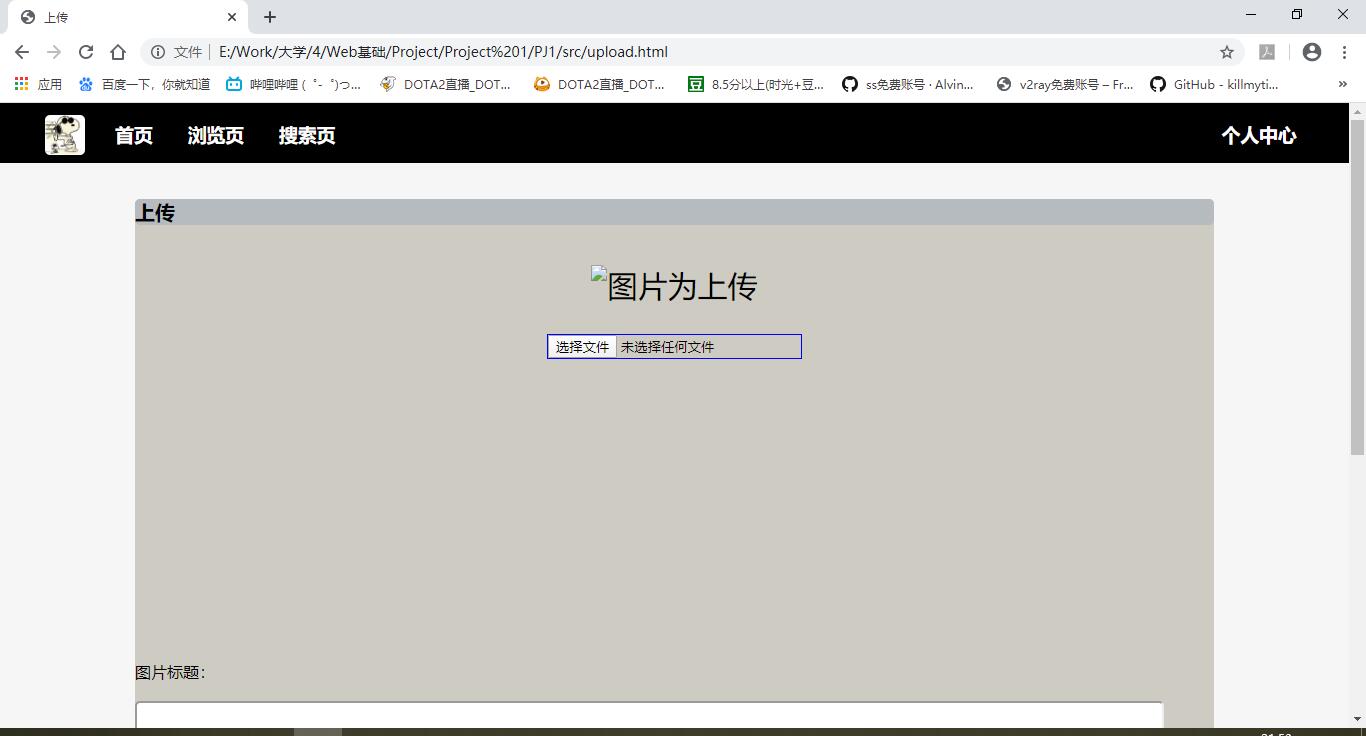 上传
文件 E:/Work/大学/4/Web基础/Project/Project%201/PJ1/src/upload.html
应用 百度一下，你就知道 哔哩哔哩 (゜-゜)つ... DOTA2直播_DOT... DOTA2直播_DOT... 豆 8.5分以上(时光+豆... ss免费账号 · Alvin... v2ray免费账号 – Fr... GitHub - killmyti... »
首页 浏览页 搜索页 个人中心
上传
图片为上传
选择文件 未选择任何文件
图片标题：